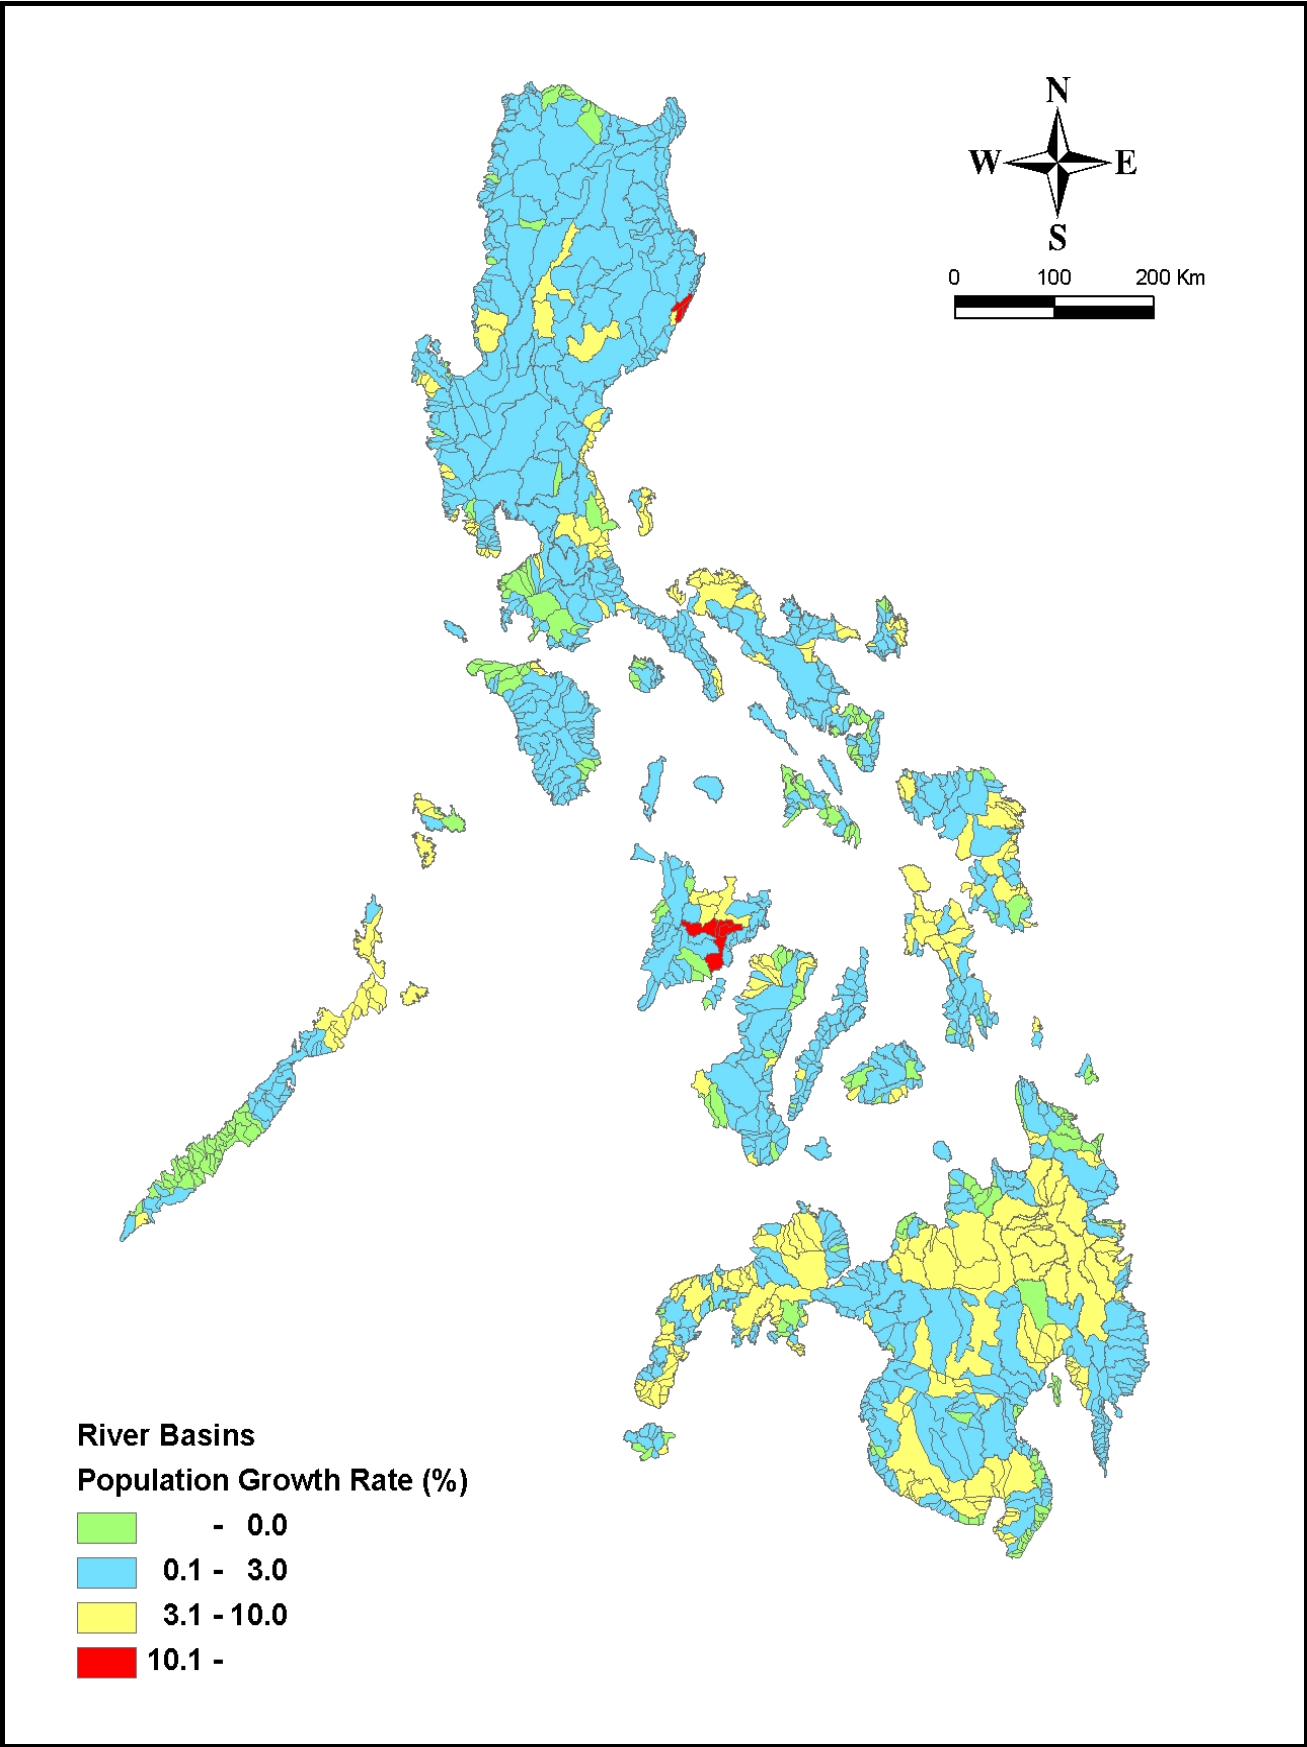 N
W E
S
0 100 200 Km
River Basins
Population Growth Rate (%)
- 0.0
0.1 - 3.0
3.1 - 10.0
10.1 -